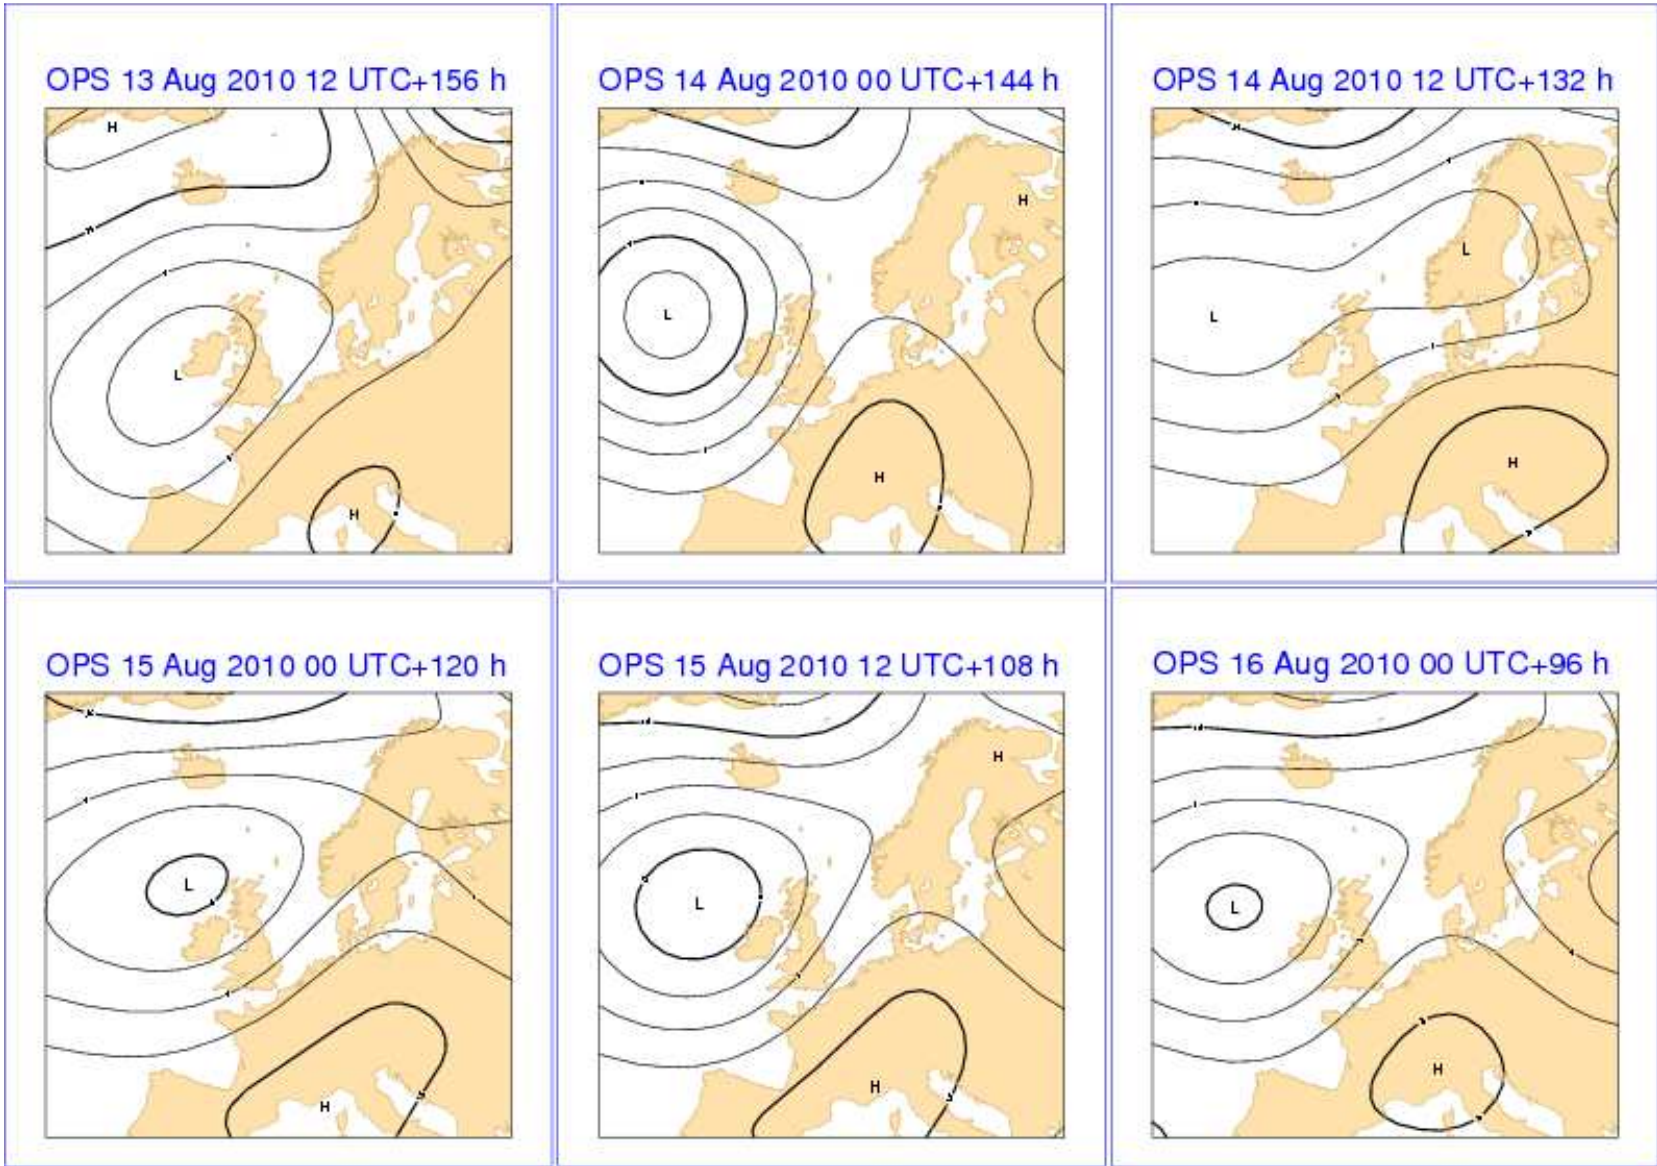 OPS 13 Aug 2010 12 UTC+156 h
H
L
H
OPS 14 Aug 2010 00 UTC+144 h
H
L
H
OPS 14 Aug 2010 12 UTC+132 h
L
L
H
OPS 15 Aug 2010 00 UTC+120 h
L
H
OPS 15 Aug 2010 12 UTC+108 h
H
L
H
OPS 16 Aug 2010 00 UTC+96 h
L
H